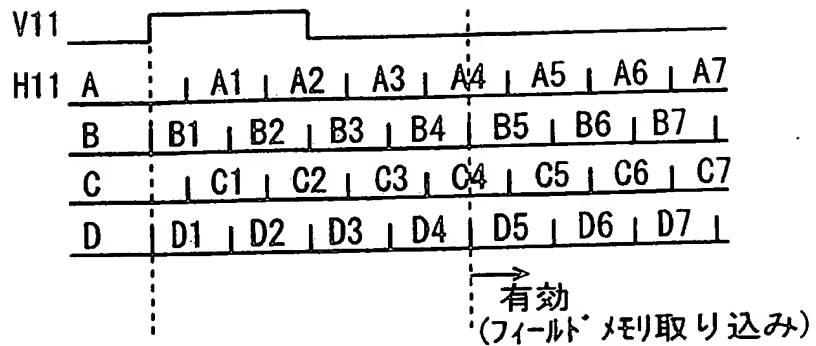 V11
H11 A A1 A2 A3 A4 A5 A6 A7
B B1 B2 B3 B4 B5 B6 B7
C C1 C2 C3 C4 C5 C6 C7
D D1 D2 D3 D4 D5 D6 D7
有効
(フィールド メモリ取り込み)